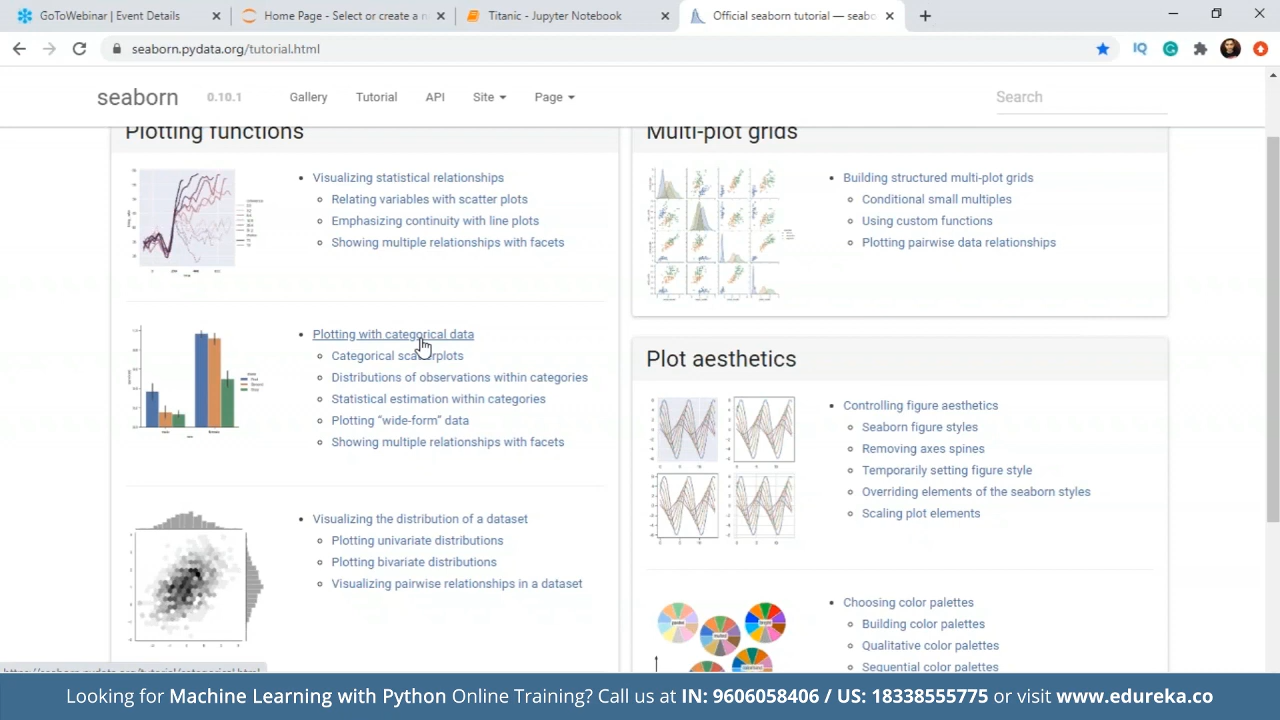 GoToWebinar | Event Details
Home Page - Select or create a n
Titanic - Jupyter Notebook
Official seaborn tutorial — seabo
seaborn.pydata.org/tutorial.html
IQ
seaborn 0.10.1 Gallery Tutorial API Site Page Search
Plotting functions
Visualizing statistical relationships
Relating variables with scatter plots
Emphasizing continuity with line plots
Showing multiple relationships with facets
Plotting with categorical data
Categorical scatterplots
Distributions of observations within categories
Statistical estimation within categories
Plotting “wide-form” data
Showing multiple relationships with facets
Visualizing the distribution of a dataset
Plotting univariate distributions
Plotting bivariate distributions
Visualizing pairwise relationships in a dataset
Multi-plot grids
Building structured multi-plot grids
Conditional small multiples
Using custom functions
Plotting pairwise data relationships
Plot aesthetics
Controlling figure aesthetics
Seaborn figure styles
Removing axes spines
Temporarily setting figure style
Overriding elements of the seaborn styles
Scaling plot elements
Choosing color palettes
Building color palettes
Qualitative color palettes
Sequential color palettes
https://seaborn.pydata.org/tutorial/categorical.html
Looking for Machine Learning with Python Online Training? Call us at IN: 9606058406 / US: 18338555775 or visit www.edureka.co